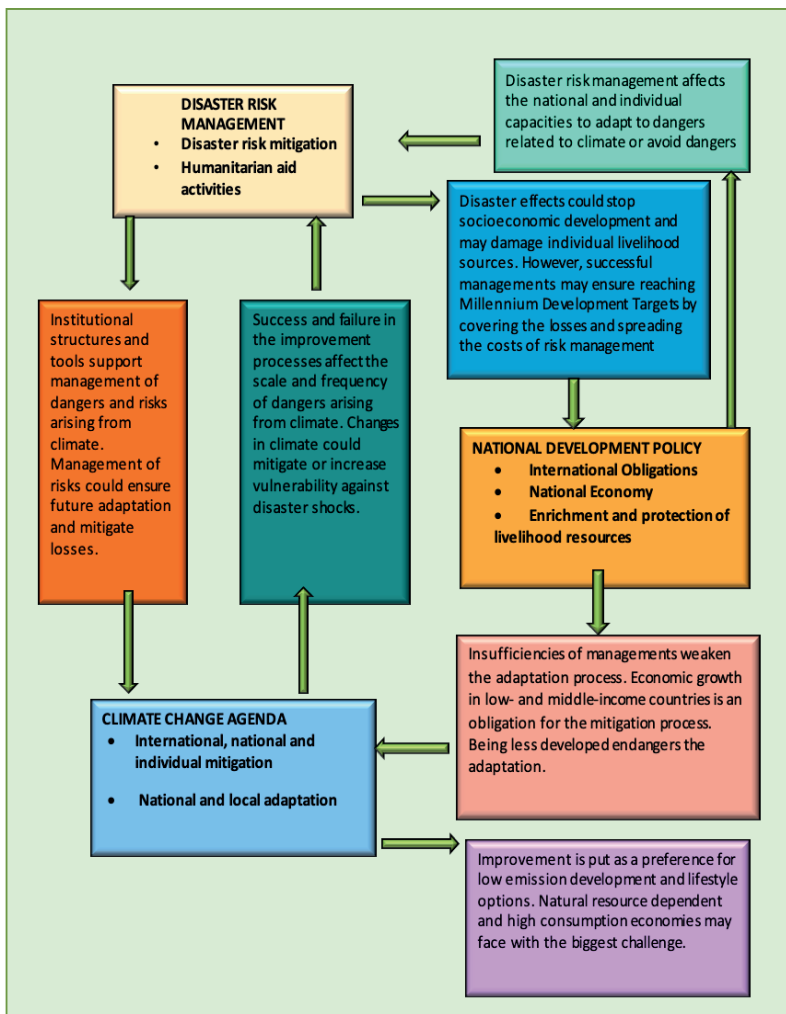 DISASTER RISK
MANAGEMENT
• Disaster risk mitigation
• Humanitarian aid
activities
Disaster risk management affects
the national and individual
capacities to adapt to dangers
related to climate or avoid dangers
Disaster effects could stop
socioeconomic development and
may damage individual livelihood
sources. However, successful
managements may ensure reaching
Millennium Development Targets by
covering the losses and spreading
the costs of risk management
Institutional
structures and
tools support
management of
dangers and risks
arising from
climate.
Management of
risks could ensure
future adaptation
and mitigate
losses.
Success and failure in
the improvement
processes affect the
scale and frequency
of dangers arising
from climate. Changes
in climate could
mitigate or increase
vulnerability against
disaster shocks.
NATIONAL DEVELOPMENT POLICY
• International Obligations
• National Economy
• Enrichment and protection of
livelihood resources
Insufficiencies of managements weaken
the adaptation process. Economic growth
in low- and middle-income countries is an
obligation for the mitigation process.
Being less developed endangers the
adaptation.
CLIMATE CHANGE AGENDA
• International, national and
individual mitigation
• National and local adaptation
Improvement is put as a preference for
low emission development and lifestyle
options. Natural resource dependent
and high consumption economies may
face with the biggest challenge.